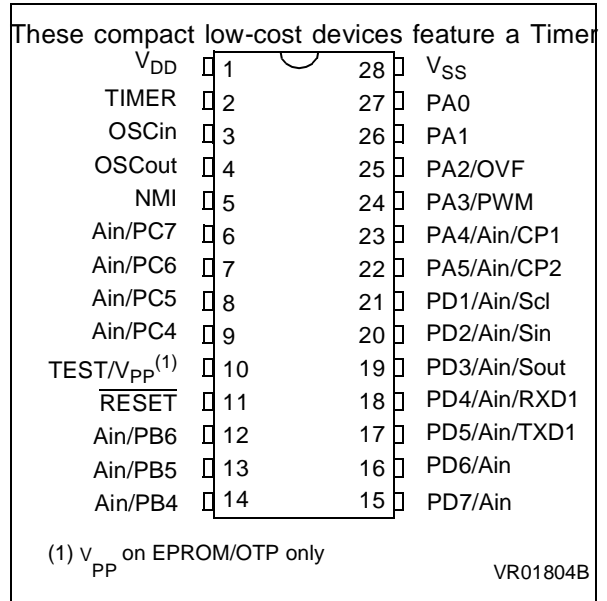 These compact low-cost devices feature a Timer
VDD 1 28 VSS
TIMER 2 27 PA0
OSCin 3 26 PA1
OSCout 4 25 PA2/OVF
NMI 5 24 PA3/PWM
Ain/PC7 6 23 PA4/Ain/CP1
Ain/PC6 7 22 PA5/Ain/CP2
Ain/PC5 8 21 PD1/Ain/Scl
Ain/PC4 9 20 PD2/Ain/Sin
TEST/VPP(1) 10 19 PD3/Ain/Sout
RESET 11 18 PD4/Ain/RXD1
Ain/PB6 12 17 PD5/Ain/TXD1
Ain/PB5 13 16 PD6/Ain
Ain/PB4 14 15 PD7/Ain
(1) VPP on EPROM/OTP only
VR01804B